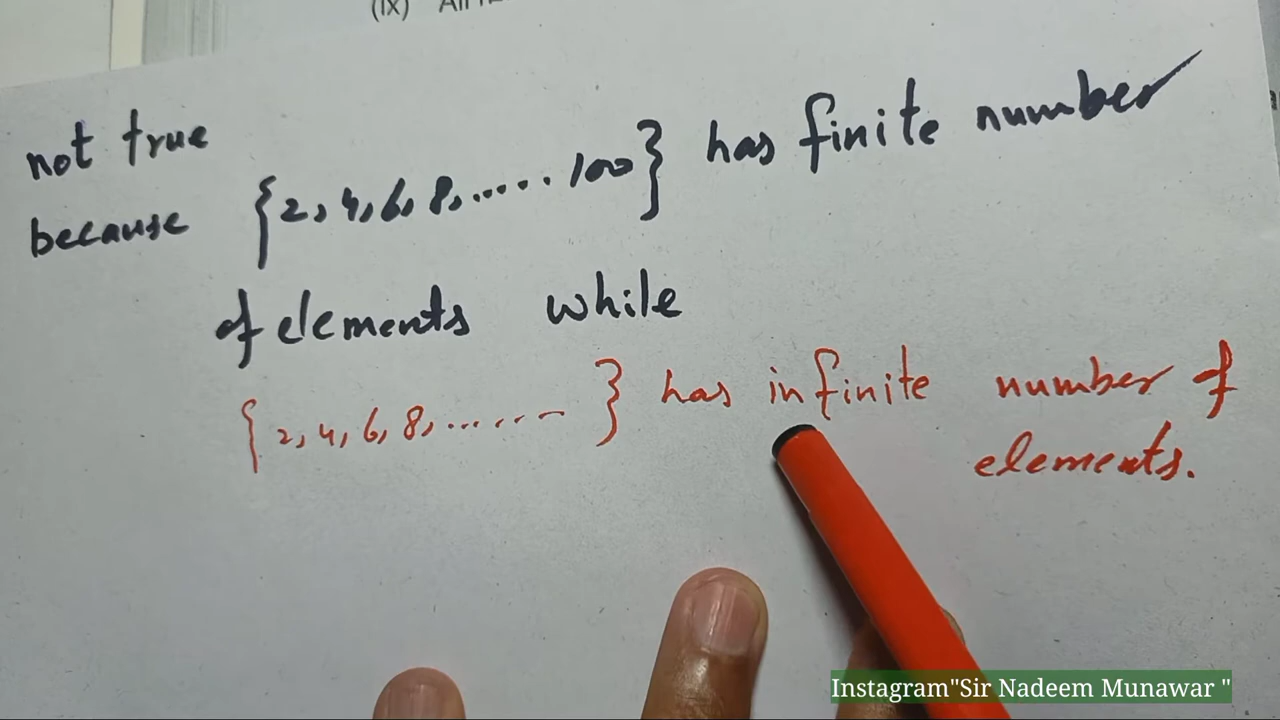 (ix)
not true
because {2, 4, 6, 8, ..... 100} has finite number
of elements while
{2, 4, 6, 8, ....... } has infinite number of
elements.
Instagram"Sir Nadeem Munawar "